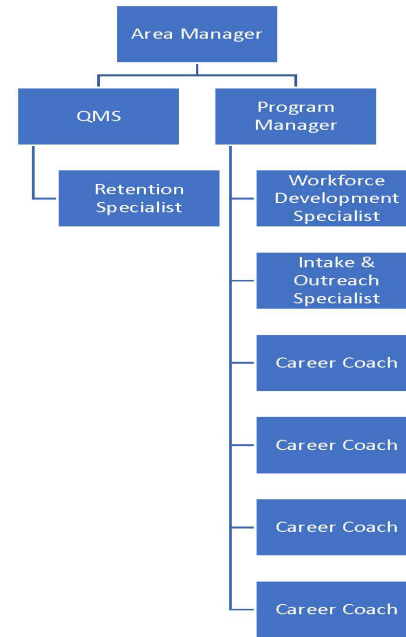 Area Manager
QMS
Program
Manager
Retention
Specialist
Workforce
Development
Specialist
Intake &
Outreach
Specialist
Career Coach
Career Coach
Career Coach
Career Coach